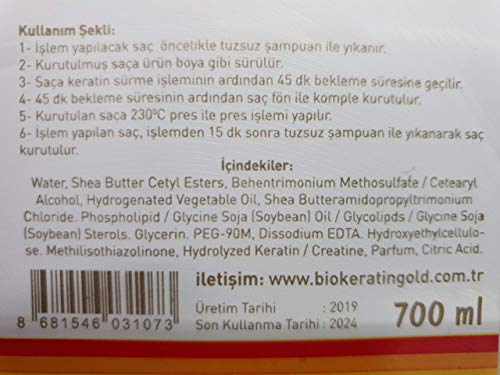 Kullanım Şekli:
1- İşlem yapılacak saç öncelikle tuzsuz şampuan ile yıkanır.
2- Kurutulmuş saça ürün boya gibi sürülür.
3- Saça keratin sürme işleminin ardından 45 dk bekleme süresine geçilir.
4- 45 dk bekleme süresinin ardından saç fön ile komple kurutulur.
5- Kurutulan saça 230ºC pres ile pres işlemi yapılır.
6- İşlem yapılan saç, işlemden 15 dk sonra tuzsuz şampuan ile yıkanarak saç
kurutulur.
İçindekiler:
Water, Shea Butter Cetyl Esters, Behentrimonium Methosulfate / Cetearyl
Alcohol, Hydrogenated Vegetable Oil, Shea Butteramidopropyltrimonium
Chloride. Phospholipid / Glycine Soja (Soybean) Oil / Glycolipds / Glycine Soja
(Soybean) Sterols. Glycerin. PEG-90M, Dissodium EDTA. Hydroxyethylcellulo-
se. Methilisothiazolinone, Hydrolyzed Keratin / Creatine, Parfum, Citric Acid.
iletişim: www.biokeratingold.com.tr
Üretim Tarihi : 2019
Son Kullanma Tarihi : 2024
700 ml
8 681546 031073